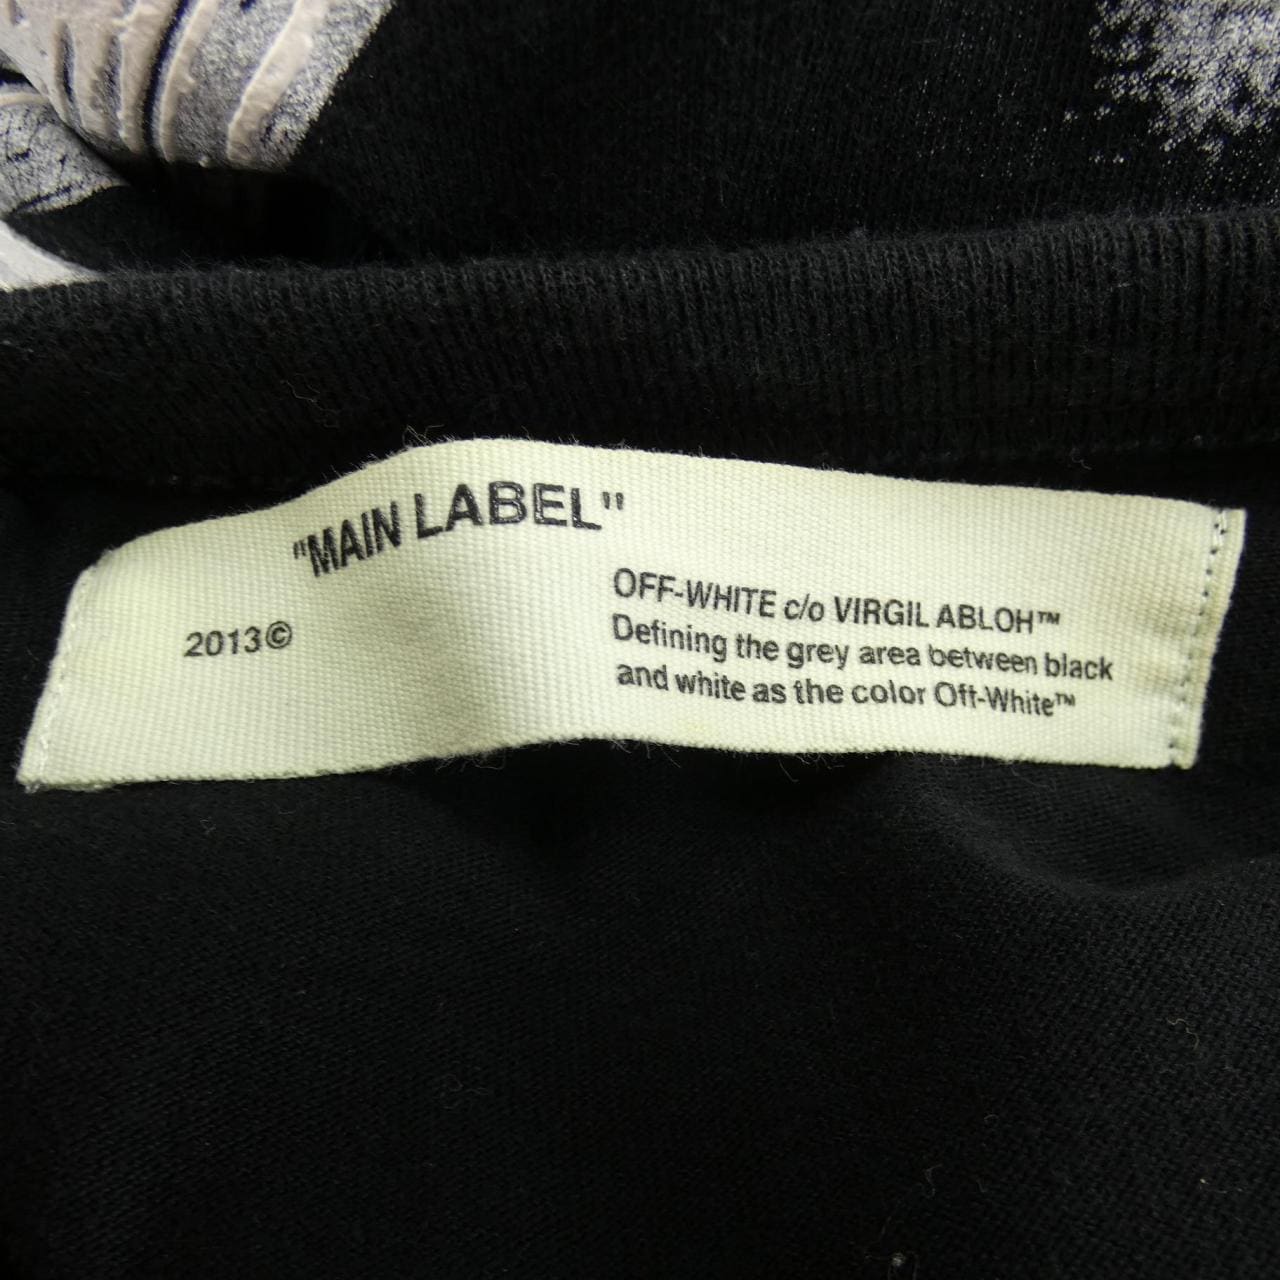 "MAIN LABEL"
2013©
OFF-WHITE c/o VIRGIL ABLOH™
Defining the grey area between black
and white as the color Off-White™